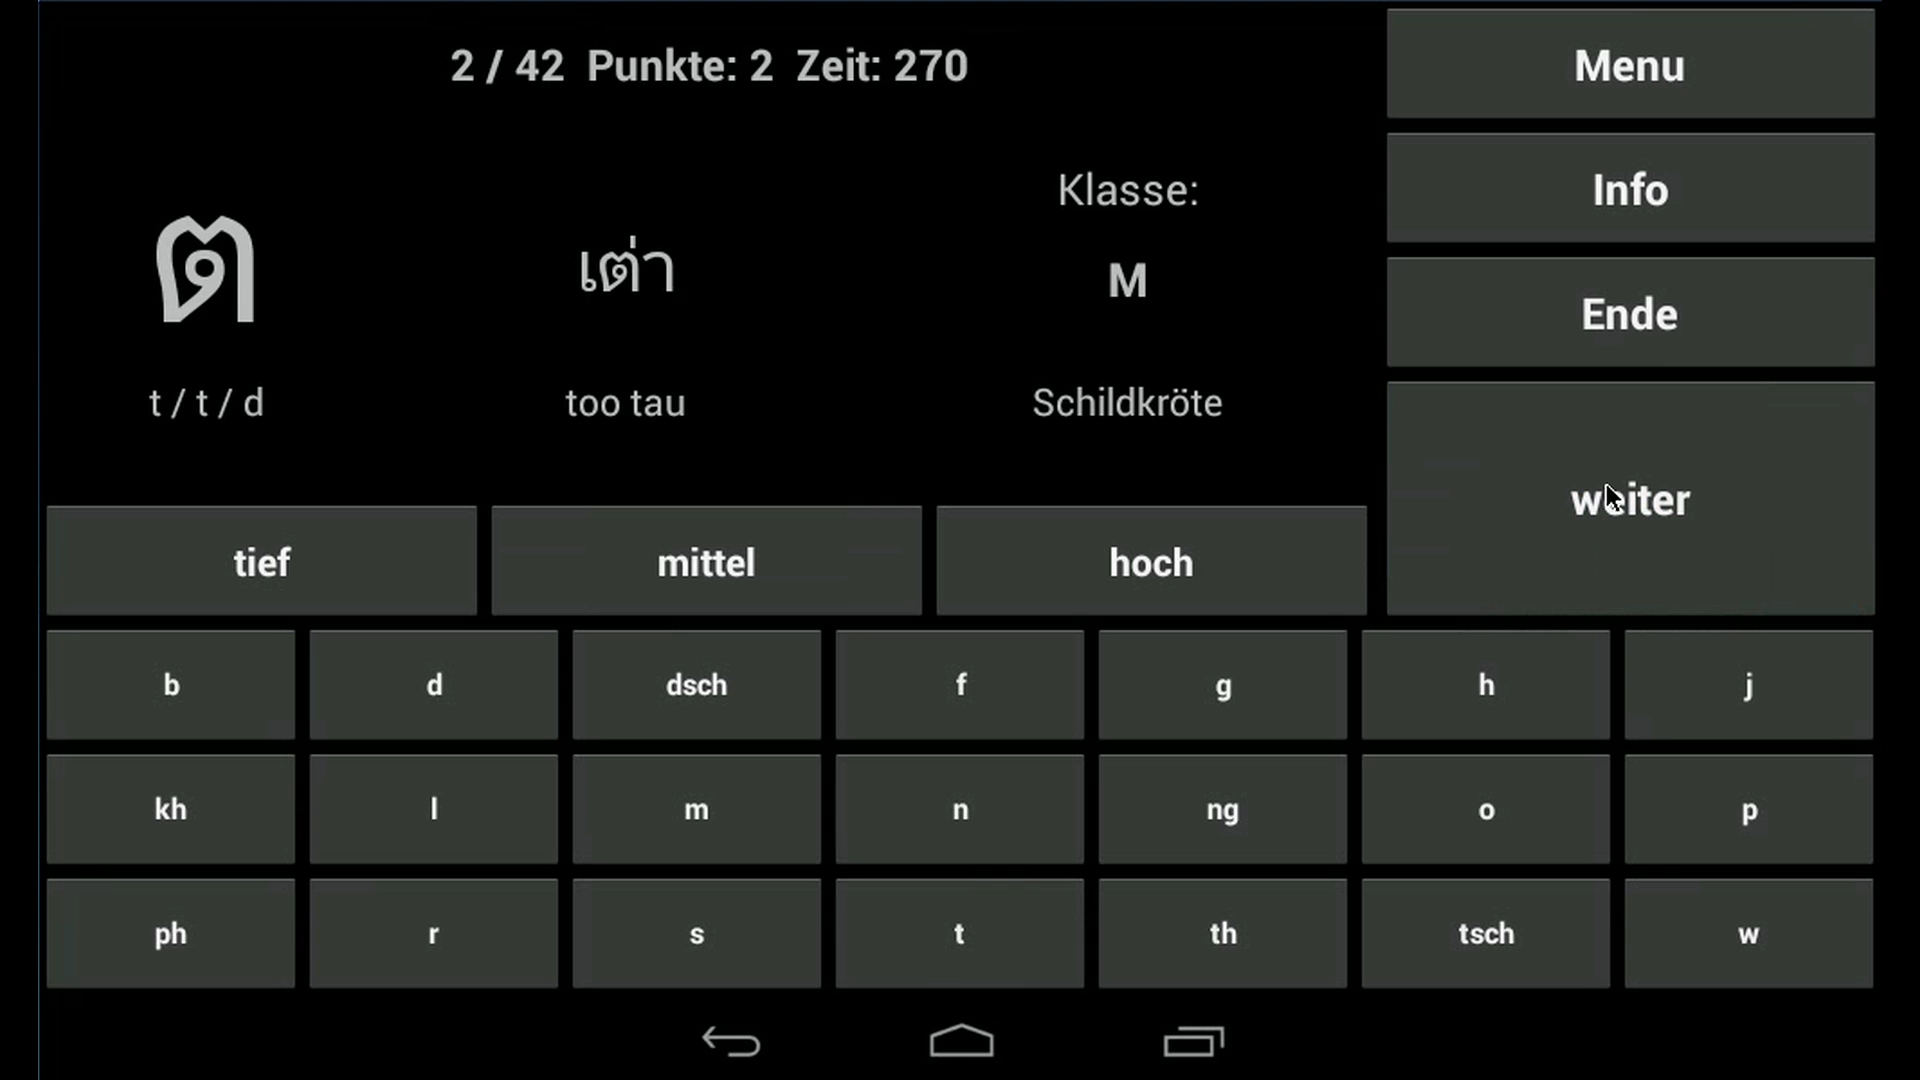 2 / 42 Punkte: 2 Zeit: 270
Menu
Info
Ende
weiter
Klasse:
ต
เต่า
M
t / t / d
too tau
Schildkröte
tief
mittel
hoch
b
d
dsch
f
g
h
j
kh
l
m
n
ng
o
p
ph
r
s
t
th
tsch
w